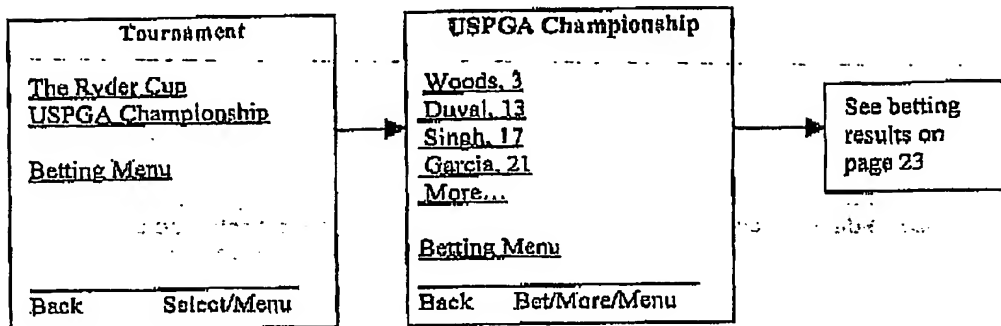 Tournament
The Ryder Cup
USPGA Championship
Betting Menu
Back Select/Menu
USPGA Championship
Woods, 3
Duval, 13
Singh, 17
Garcia, 21
More...
Betting Menu
Back Bet/More/Menu
See betting
results on
page 23